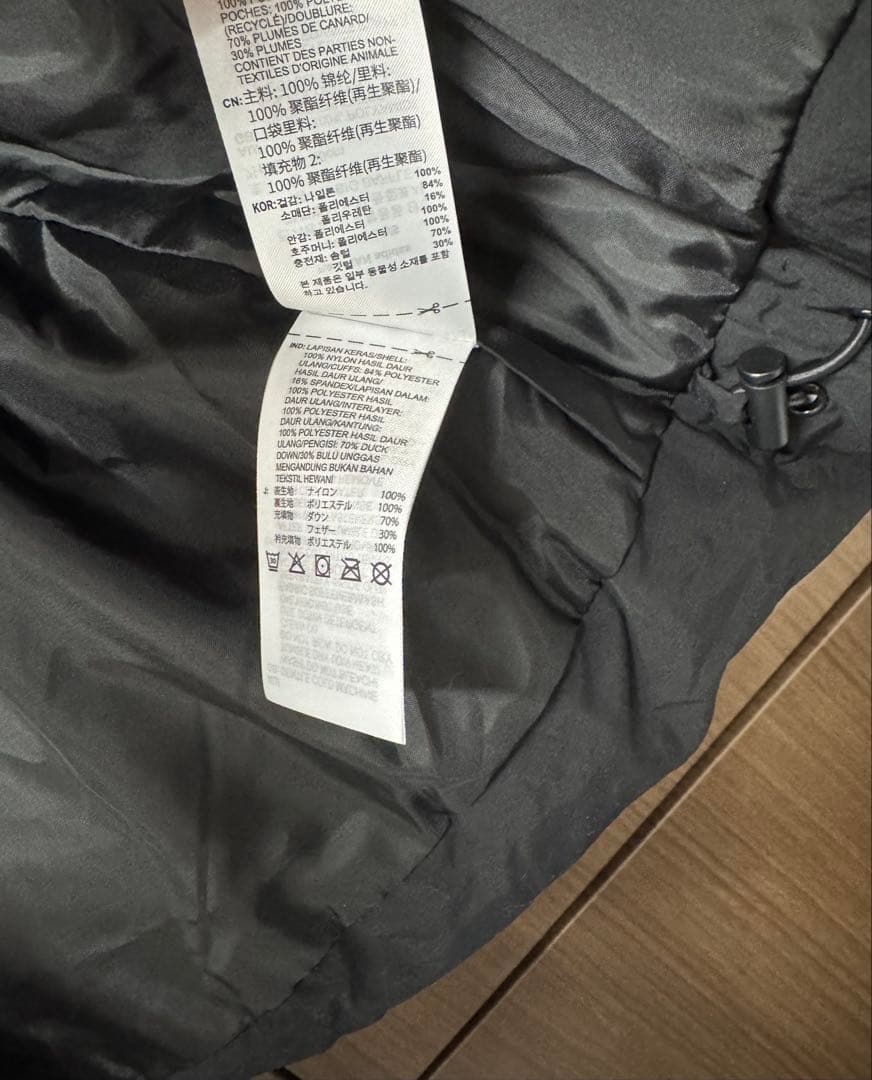 POCHES: 100%
(RECYCLÉ)/DOUBLURE:
70% PLUMES DE CANARD/
30% PLUMES
CONTIENT DES PARTIES NON-
TEXTILES D'ORIGINE ANIMALE
CN: 主料: 100% 锦纶/里料:
100% 聚酯纤维(再生聚酯)/
口袋里料:
100% 聚酯纤维(再生聚酯)
填充物 2:
100% 聚酯纤维(再生聚酯)
KOR: 겉감: 나일론 100%
소매단: 폴리에스터 84%
폴리우레탄 16%
안감: 폴리에스터 100%
호주머니: 폴리에스터 100%
충전재: 솜털 70%
깃털 30%
본 제품은 일부 동물성 소재를 포함
하고 있습니다.
IND: LAPISAN KERAS/SHELL:
100% NYLON HASIL DAUR
ULANG/CUFFS: 84% POLYESTER
HASIL DAUR ULANG/
16% SPANDEX/LAPISAN DALAM:
100% POLYESTER HASIL
DAUR ULANG/INTERLAYER:
100% POLYESTER HASIL
DAUR ULANG/KANTUNG:
100% POLYESTER HASIL DAUR
ULANG/PENGISI: 70% DUCK
DOWN/30% BULU UNGGAS
MENGANDUNG BUKAN BAHAN
TEKSTIL HEWANI
表生地 ナイロン 100%
裏生地 ポリエステル 100%
充填物 ダウン 70%
フェザー 30%
衿充填物 ポリエステル 100%
30